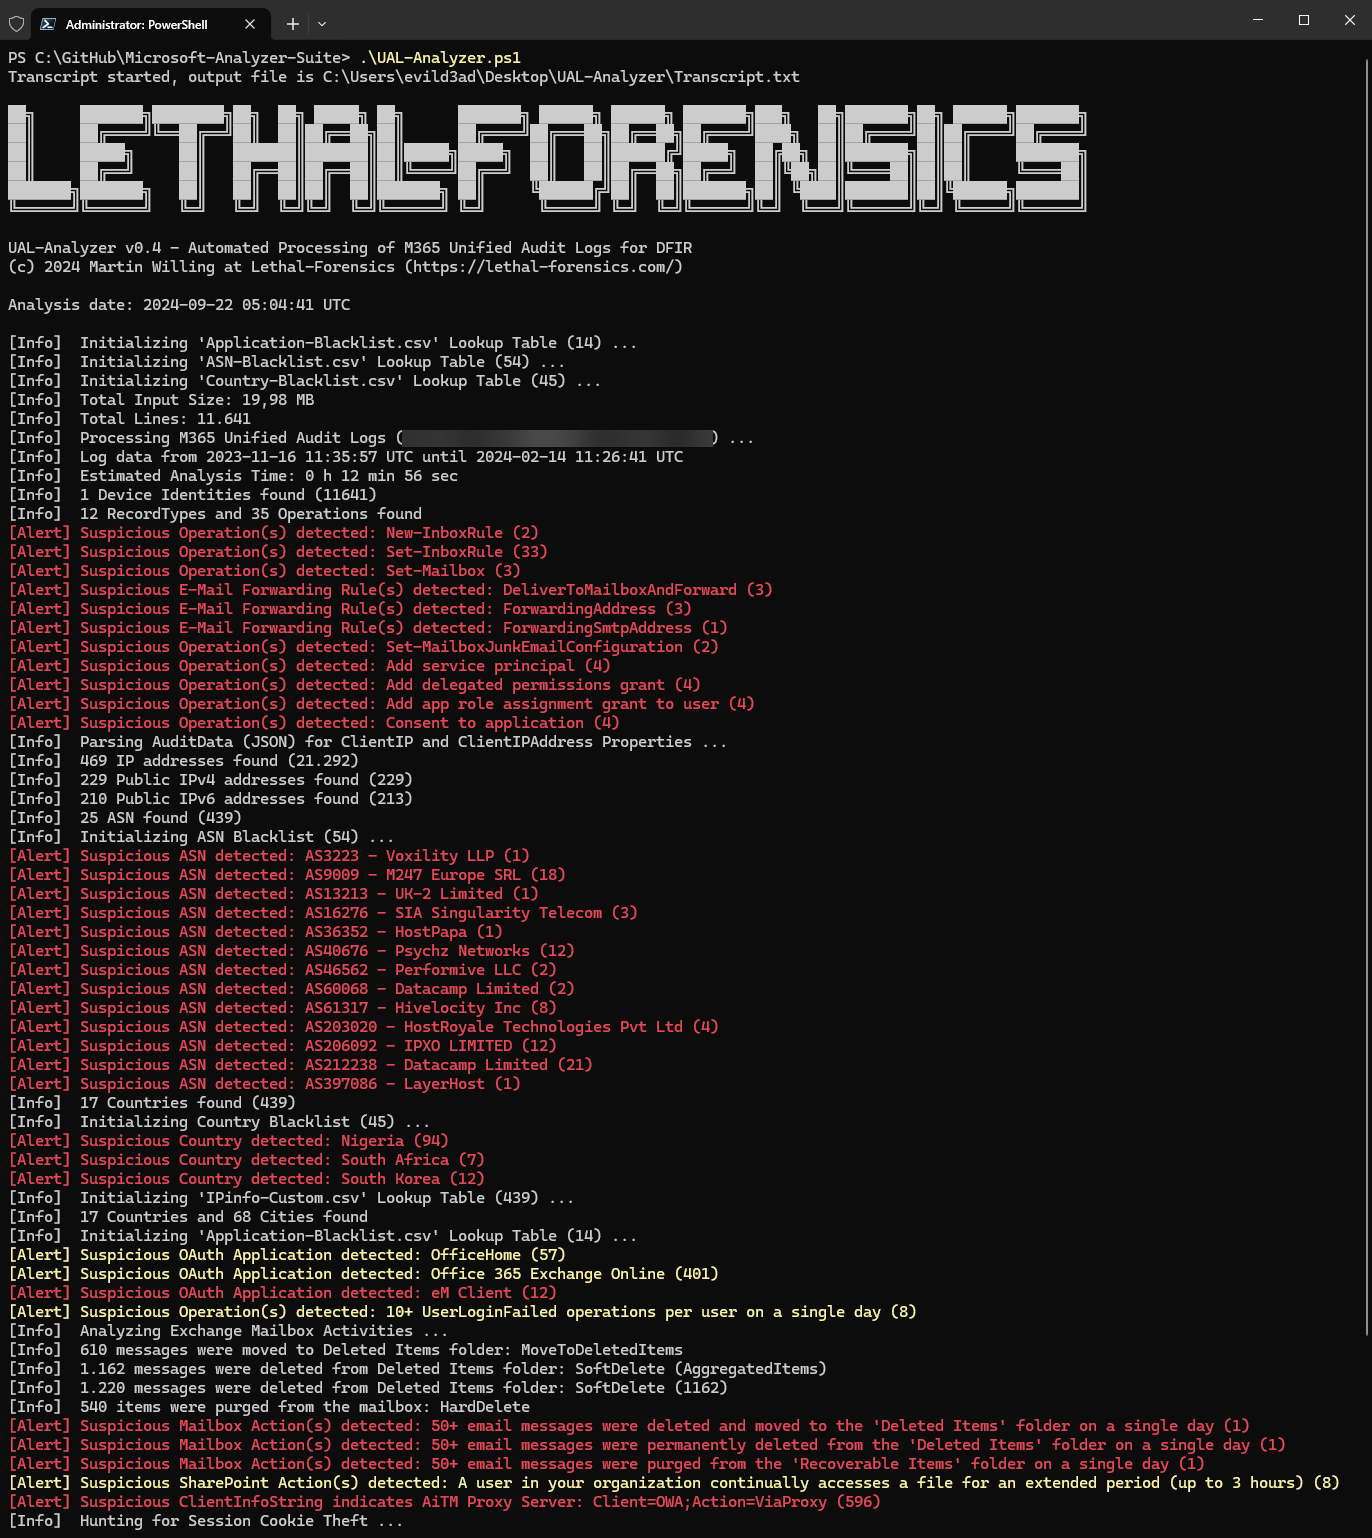 Administrator: PowerShell
PS C:\GitHub\Microsoft-Analyzer-Suite> .\UAL-Analyzer.ps1
Transcript started, output file is C:\Users\evild3ad\Desktop\UAL-Analyzer\Transcript.txt
LETHAL-FORENSICS
UAL-Analyzer v0.4 - Automated Processing of M365 Unified Audit Logs for DFIR
(c) 2024 Martin Willing at Lethal-Forensics (https://lethal-forensics.com/)
Analysis date: 2024-09-22 05:04:41 UTC
[Info]  Initializing 'Application-Blacklist.csv' Lookup Table (14) ...
[Info]  Initializing 'ASN-Blacklist.csv' Lookup Table (54) ...
[Info]  Initializing 'Country-Blacklist.csv' Lookup Table (45) ...
[Info]  Total Input Size: 19,98 MB
[Info]  Total Lines: 11.641
[Info]  Processing M365 Unified Audit Logs ( ) ...
[Info]  Log data from 2023-11-16 11:35:57 UTC until 2024-02-14 11:26:41 UTC
[Info]  Estimated Analysis Time: 0 h 12 min 56 sec
[Info]  1 Device Identities found (11641)
[Info]  12 RecordTypes and 35 Operations found
[Alert] Suspicious Operation(s) detected: New-InboxRule (2)
[Alert] Suspicious Operation(s) detected: Set-InboxRule (33)
[Alert] Suspicious Operation(s) detected: Set-Mailbox (3)
[Alert] Suspicious E-Mail Forwarding Rule(s) detected: DeliverToMailboxAndForward (3)
[Alert] Suspicious E-Mail Forwarding Rule(s) detected: ForwardingAddress (3)
[Alert] Suspicious E-Mail Forwarding Rule(s) detected: ForwardingSmtpAddress (1)
[Alert] Suspicious Operation(s) detected: Set-MailboxJunkEmailConfiguration (2)
[Alert] Suspicious Operation(s) detected: Add service principal (4)
[Alert] Suspicious Operation(s) detected: Add delegated permissions grant (4)
[Alert] Suspicious Operation(s) detected: Add app role assignment grant to user (4)
[Alert] Suspicious Operation(s) detected: Consent to application (4)
[Info]  Parsing AuditData (JSON) for ClientIP and ClientIPAddress Properties ...
[Info]  469 IP addresses found (21.292)
[Info]  229 Public IPv4 addresses found (229)
[Info]  210 Public IPv6 addresses found (213)
[Info]  25 ASN found (439)
[Info]  Initializing ASN Blacklist (54) ...
[Alert] Suspicious ASN detected: AS3223 - Voxility LLP (1)
[Alert] Suspicious ASN detected: AS9009 - M247 Europe SRL (18)
[Alert] Suspicious ASN detected: AS13213 - UK-2 Limited (1)
[Alert] Suspicious ASN detected: AS16276 - SIA Singularity Telecom (3)
[Alert] Suspicious ASN detected: AS36352 - HostPapa (1)
[Alert] Suspicious ASN detected: AS40676 - Psychz Networks (12)
[Alert] Suspicious ASN detected: AS46562 - Performive LLC (2)
[Alert] Suspicious ASN detected: AS60068 - Datacamp Limited (2)
[Alert] Suspicious ASN detected: AS61317 - Hivelocity Inc (8)
[Alert] Suspicious ASN detected: AS203020 - HostRoyale Technologies Pvt Ltd (4)
[Alert] Suspicious ASN detected: AS206092 - IPXO LIMITED (12)
[Alert] Suspicious ASN detected: AS212238 - Datacamp Limited (21)
[Alert] Suspicious ASN detected: AS397086 - LayerHost (1)
[Info]  17 Countries found (439)
[Info]  Initializing Country Blacklist (45) ...
[Alert] Suspicious Country detected: Nigeria (94)
[Alert] Suspicious Country detected: South Africa (7)
[Alert] Suspicious Country detected: South Korea (12)
[Info]  Initializing 'IPinfo-Custom.csv' Lookup Table (439) ...
[Info]  17 Countries and 68 Cities found
[Info]  Initializing 'Application-Blacklist.csv' Lookup Table (14) ...
[Alert] Suspicious OAuth Application detected: OfficeHome (57)
[Alert] Suspicious OAuth Application detected: Office 365 Exchange Online (401)
[Alert] Suspicious OAuth Application detected: eM Client (12)
[Alert] Suspicious Operation(s) detected: 10+ UserLoginFailed operations per user on a single day (8)
[Info]  Analyzing Exchange Mailbox Activities ...
[Info]  610 messages were moved to Deleted Items folder: MoveToDeletedItems
[Info]  1.162 messages were deleted from Deleted Items folder: SoftDelete (AggregatedItems)
[Info]  1.220 messages were deleted from Deleted Items folder: SoftDelete (1162)
[Info]  540 items were purged from the mailbox: HardDelete
[Alert] Suspicious Mailbox Action(s) detected: 50+ email messages were deleted and moved to the 'Deleted Items' folder on a single day (1)
[Alert] Suspicious Mailbox Action(s) detected: 50+ email messages were permanently deleted from the 'Deleted Items' folder on a single day (1)
[Alert] Suspicious Mailbox Action(s) detected: 50+ email messages were purged from the 'Recoverable Items' folder on a single day (1)
[Alert] Suspicious SharePoint Action(s) detected: A user in your organization continually accesses a file for an extended period (up to 3 hours) (8)
[Alert] Suspicious ClientInfoString indicates AiTM Proxy Server: Client=OWA;Action=ViaProxy (596)
[Info]  Hunting for Session Cookie Theft ...